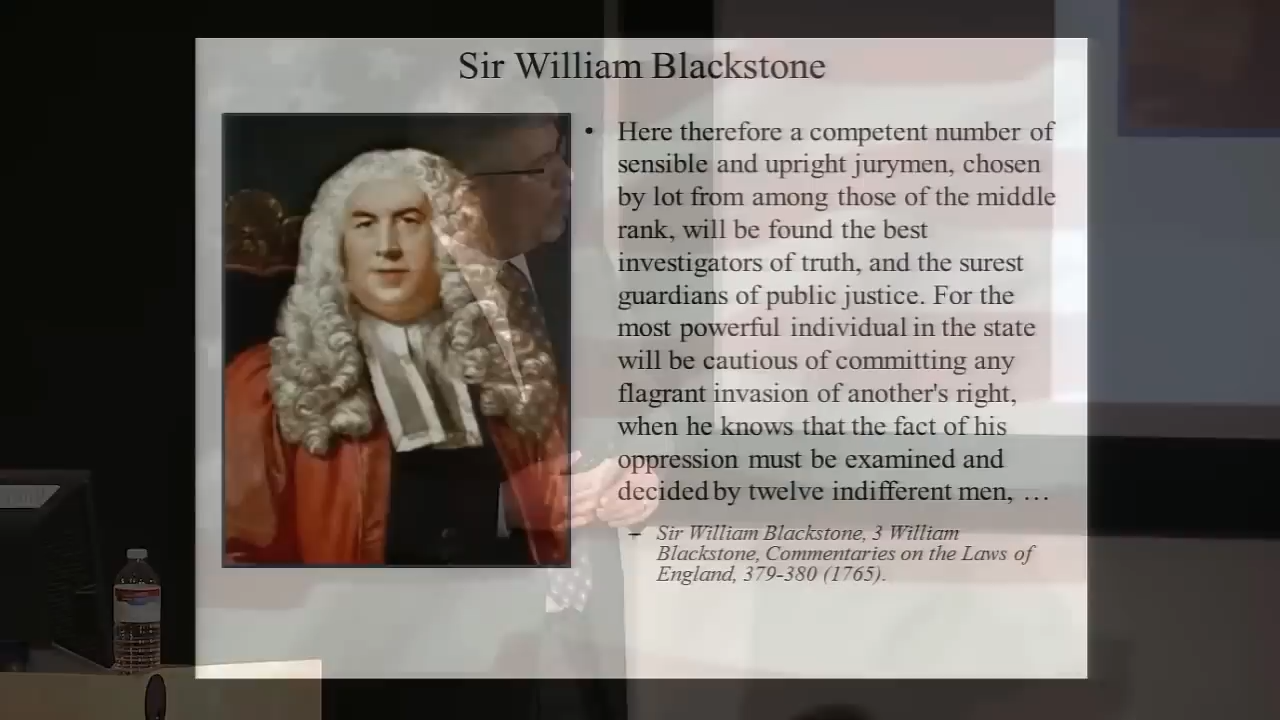 Sir William Blackstone
• Here therefore a competent number of
sensible and upright jurymen, chosen
by lot from among those of the middle
rank, will be found the best
investigators of truth, and the surest
guardians of public justice. For the
most powerful individual in the state
will be cautious of committing any
flagrant invasion of another's right,
when he knows that the fact of his
oppression must be examined and
decided by twelve indifferent men, …
– Sir William Blackstone, 3 William
Blackstone, Commentaries on the Laws of
England, 379-380 (1765).